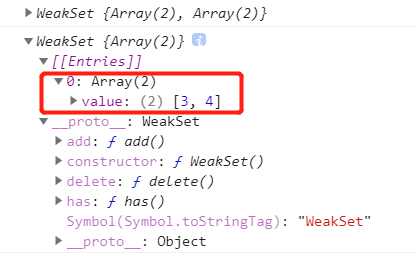 ▶ WeakSet {Array(2), Array(2)}
▼ WeakSet {Array(2)} i
▼ [[Entries]]
▼ 0: Array(2)
▶ value: (2) [3, 4]
▼ __proto__: WeakSet
▶ add: ƒ add()
▶ constructor: ƒ WeakSet()
▶ delete: ƒ delete()
▶ has: ƒ has()
Symbol(Symbol.toStringTag): "WeakSet"
▶ __proto__: Object